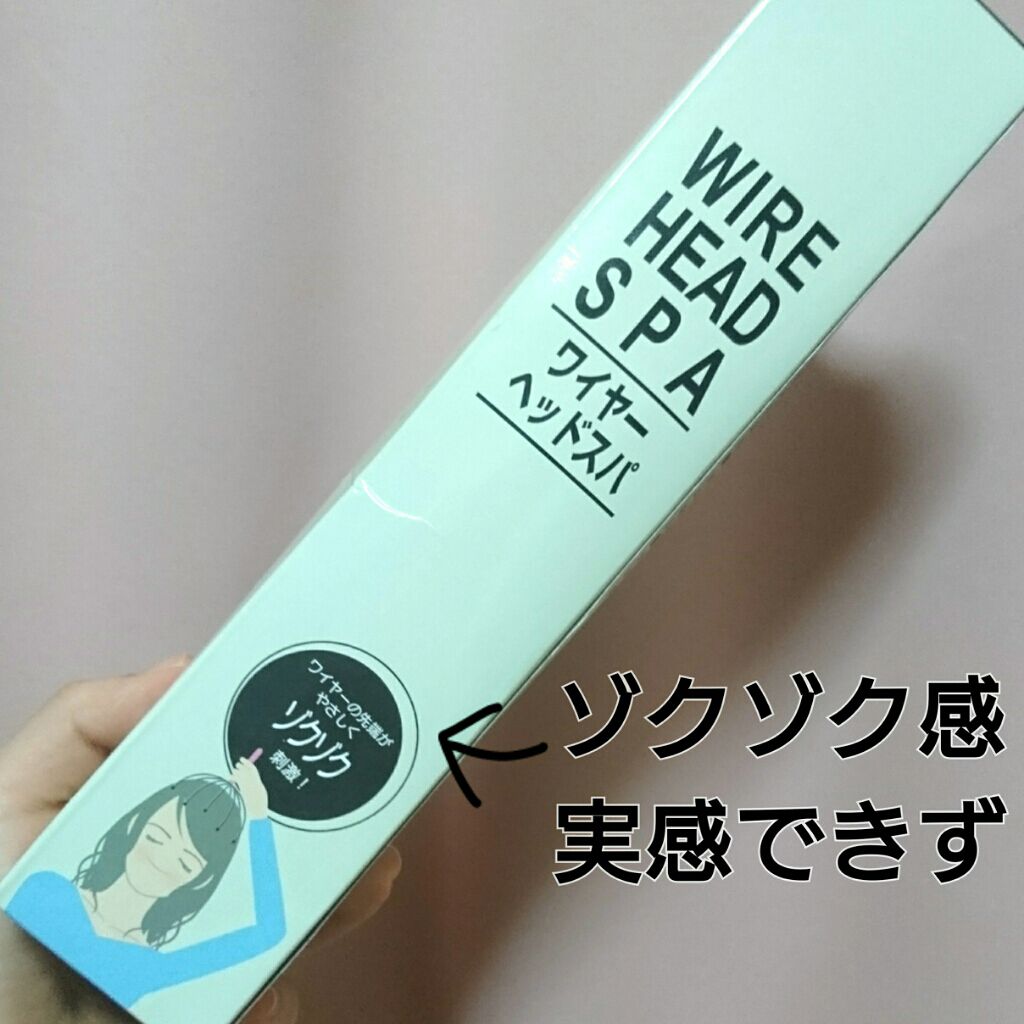 WIRE
HEAD
SPA
ワイヤー
ヘッドスパ
ワイヤーの先端が
やさしく
ゾクゾク
刺激!
ゾクゾク感
実感できず